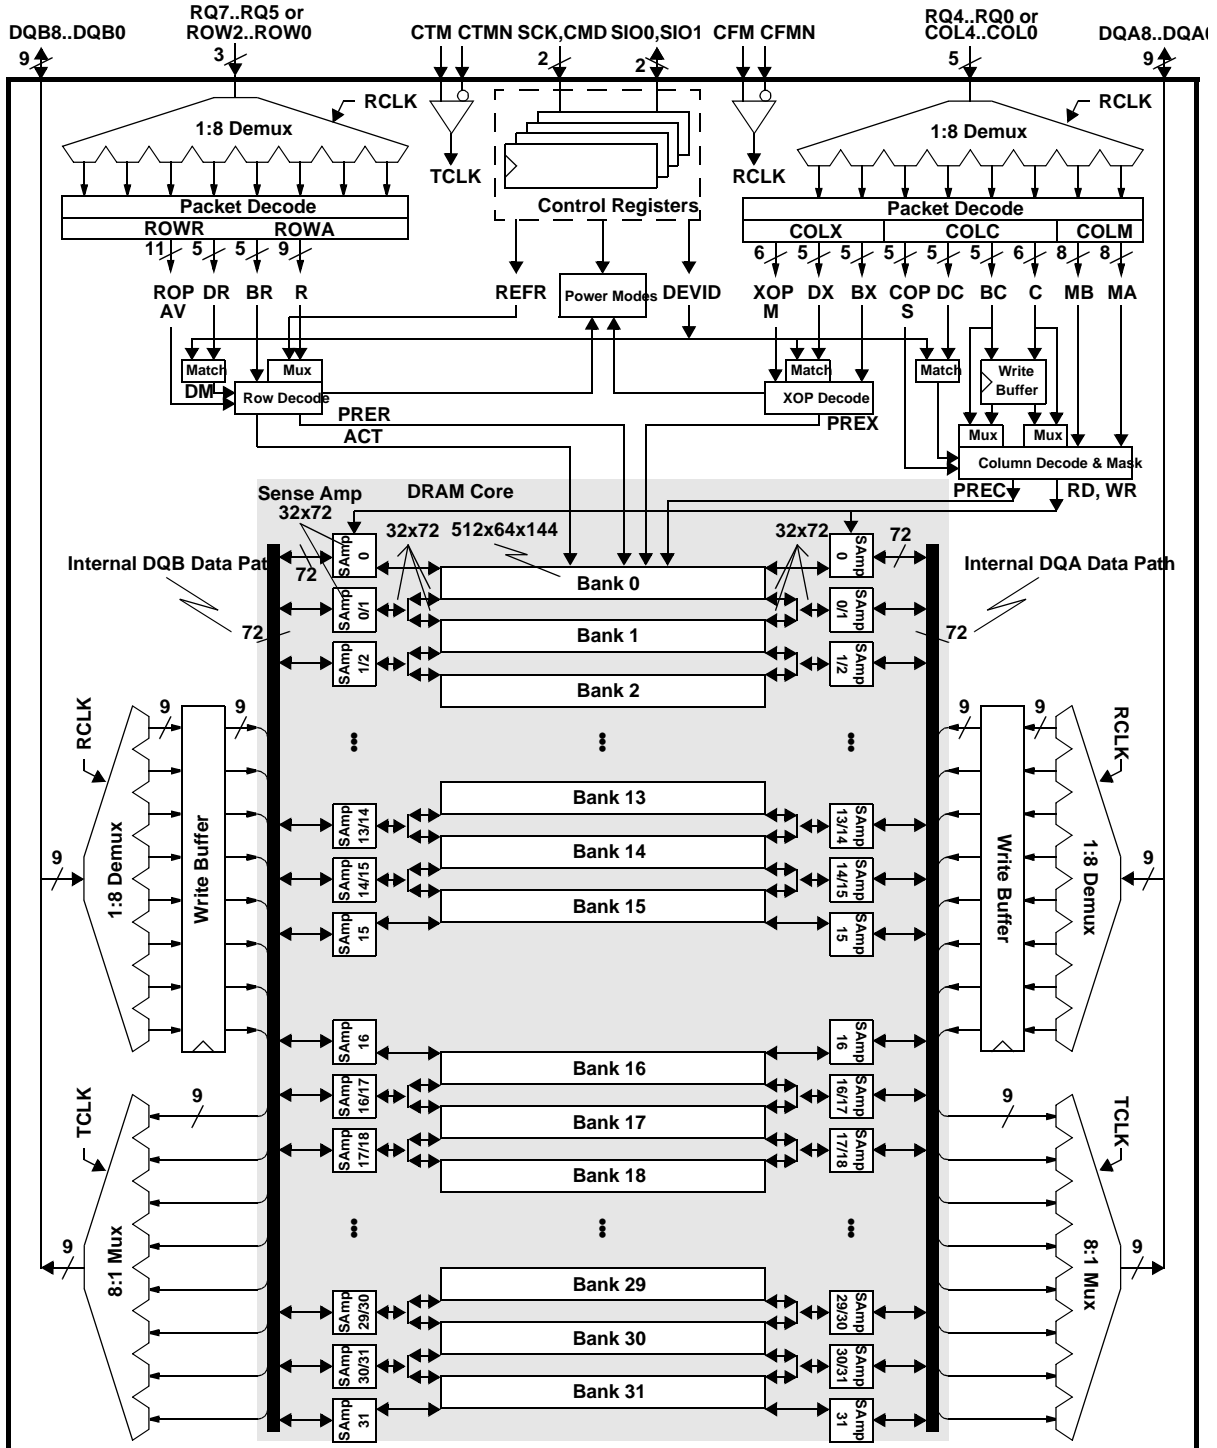 RQ7..RQ5 or
ROW2..ROW0
RQ4..RQ0 or
COL4..COL0
DQB8..DQB0
CTM CTMN SCK,CMD SIO0,SIO1 CFM CFMN
DQA8..DQA0
9
3
2
2
5
9
RCLK
RCLK
1:8 Demux
1:8 Demux
TCLK
RCLK
Control Registers
Packet Decode
Packet Decode
ROWR
ROWA
COLX
COLC
COLM
11
5
5
9
6
5
5
5
5
5
6
8
8
ROP
AV
DR
BR
R
REFR
Power Modes
DEVID
XOP
M
DX
BX
COP
S
DC
BC
C
MB
MA
Match
Mux
Match
Match
Write
Buffer
DM
Row Decode
XOP Decode
PRER
ACT
PREX
Mux
Mux
Column Decode & Mask
PREC
RD, WR
Sense Amp
32x72
DRAM Core
32x72
512x64x144
32x72
Internal DQB Data Pat
Internal DQA Data Path
72
72
72
72
SAmp
0
Bank 0
SAmp
0
SAmp
0/1
SAmp
0/1
Bank 1
SAmp
1/2
SAmp
1/2
Bank 2
9
9
9
9
RCLK
RCLK
1:8 Demux
Write Buffer
Write Buffer
1:8 Demux
9
9
Bank 13
SAmp
13/14
SAmp
13/14
Bank 14
SAmp
14/15
SAmp
14/15
Bank 15
SAmp
15
SAmp
15
SAmp
16
SAmp
16
Bank 16
SAmp
16/17
SAmp
16/17
Bank 17
SAmp
17/18
SAmp
17/18
Bank 18
9
9
TCLK
TCLK
8:1 Mux
8:1 Mux
9
9
Bank 29
SAmp
29/30
SAmp
29/30
Bank 30
SAmp
30/31
SAmp
30/31
Bank 31
SAmp
31
SAmp
31